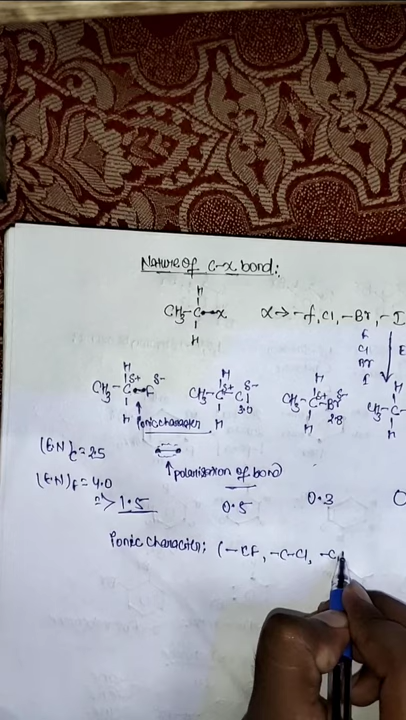 Nature of C-X bond:
H
CH3-C-X
H
X→ -F, Cl, -Br, -I
F
Cl
Br
I
E
H H H H
CH3-C-F CH3-C-Cl CH3-C-Br CH3-C-
δ+ δ- δ+ δ- δ+ δ-
3.0 2.8
H H H H
Ionic character
(EN)C = 2.5
↑ polarisation of bond
(EN)F = 4.0
1.5 0.5 0.3 0
Ionic character; (-CF, -C-Cl, -C